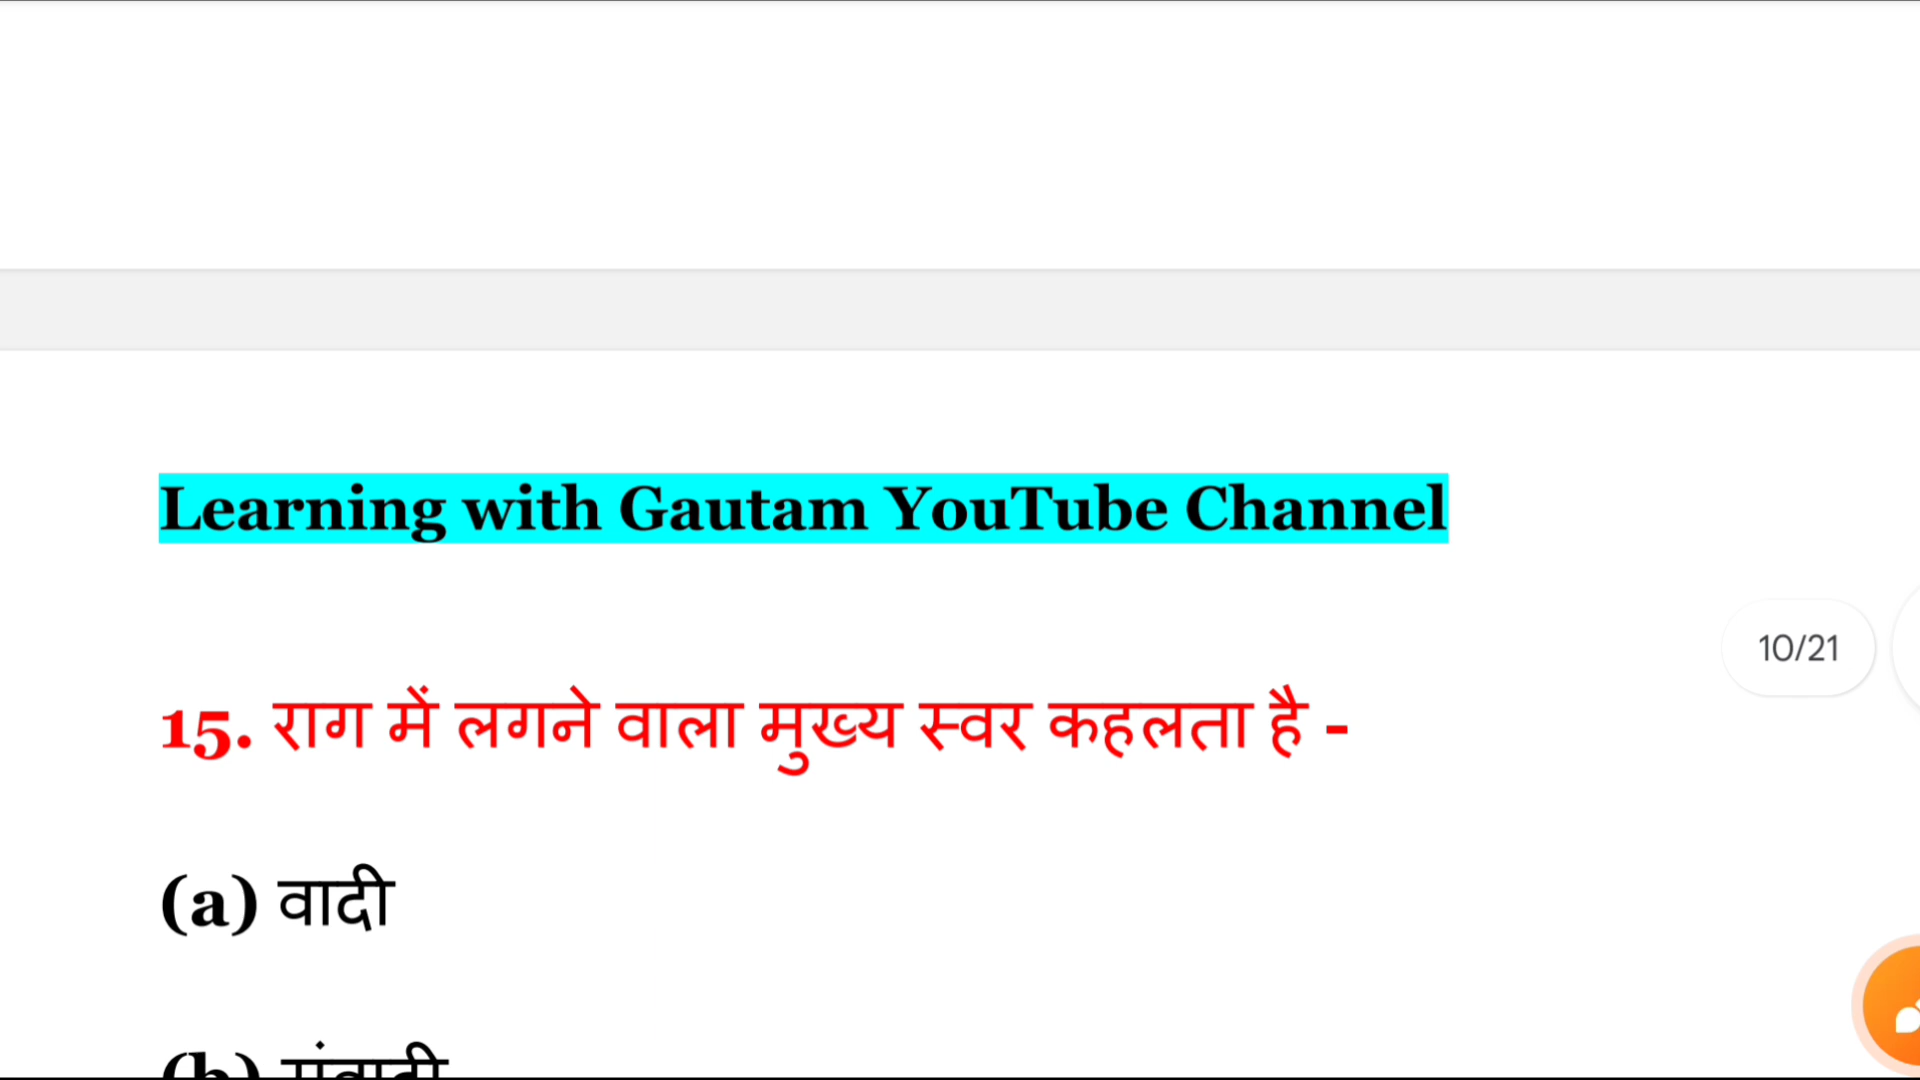 Learning with Gautam YouTube Channel
10/21
15. राग में लगने वाला मुख्य स्वर कहलता है -
(a) वादी
(b) संवादी